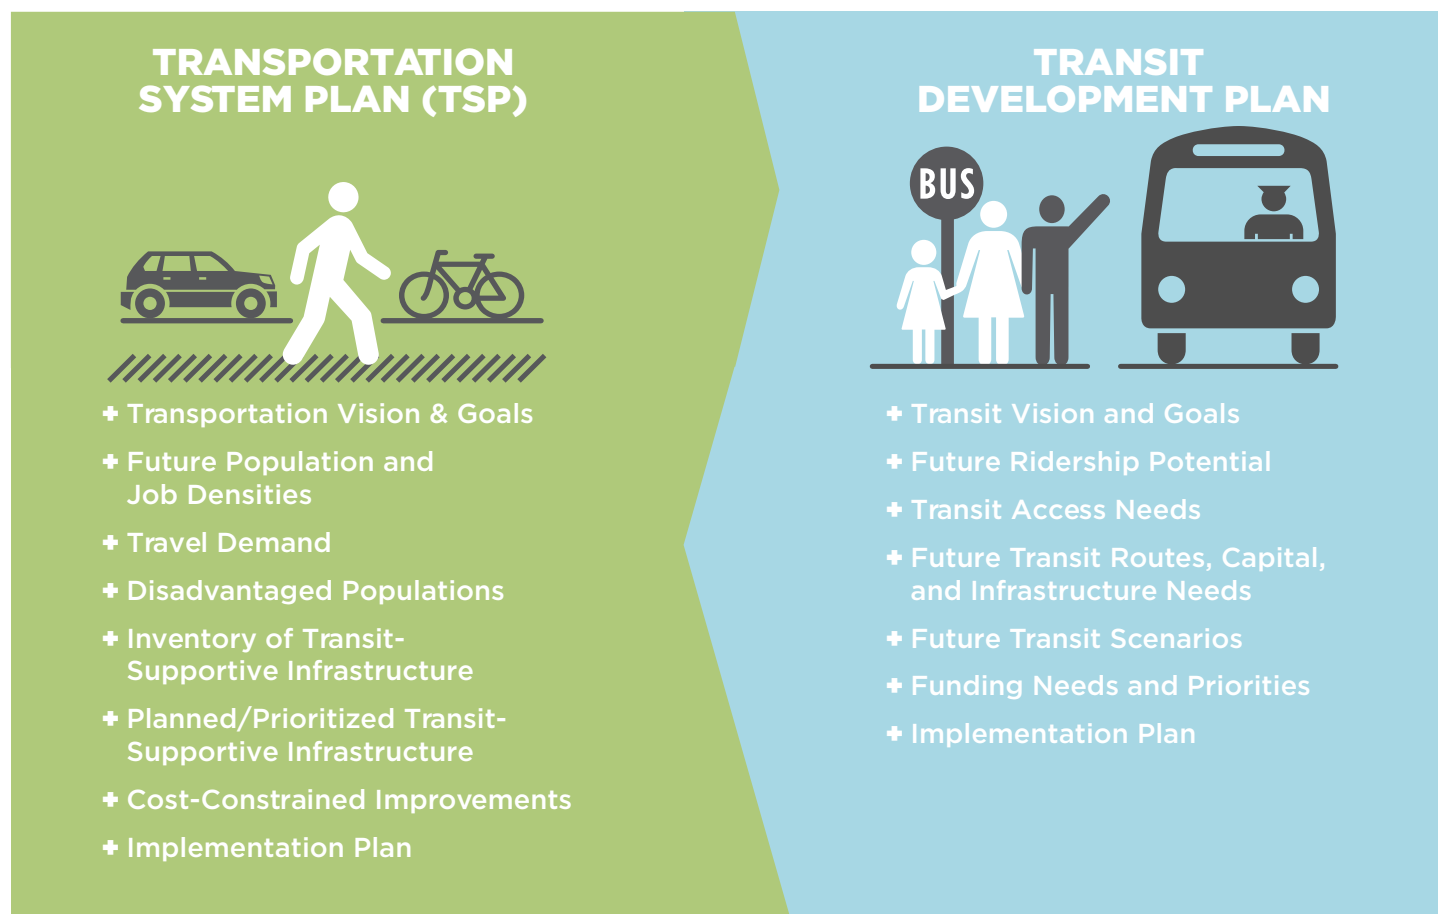 TRANSPORTATION
SYSTEM PLAN (TSP)
+ Transportation Vision & Goals
+ Future Population and
Job Densities
+ Travel Demand
+ Disadvantaged Populations
+ Inventory of Transit-
Supportive Infrastructure
+ Planned/Prioritized Transit-
Supportive Infrastructure
+ Cost-Constrained Improvements
+ Implementation Plan
TRANSIT
DEVELOPMENT PLAN
BUS
+ Transit Vision and Goals
+ Future Ridership Potential
+ Transit Access Needs
+ Future Transit Routes, Capital,
and Infrastructure Needs
+ Future Transit Scenarios
+ Funding Needs and Priorities
+ Implementation Plan